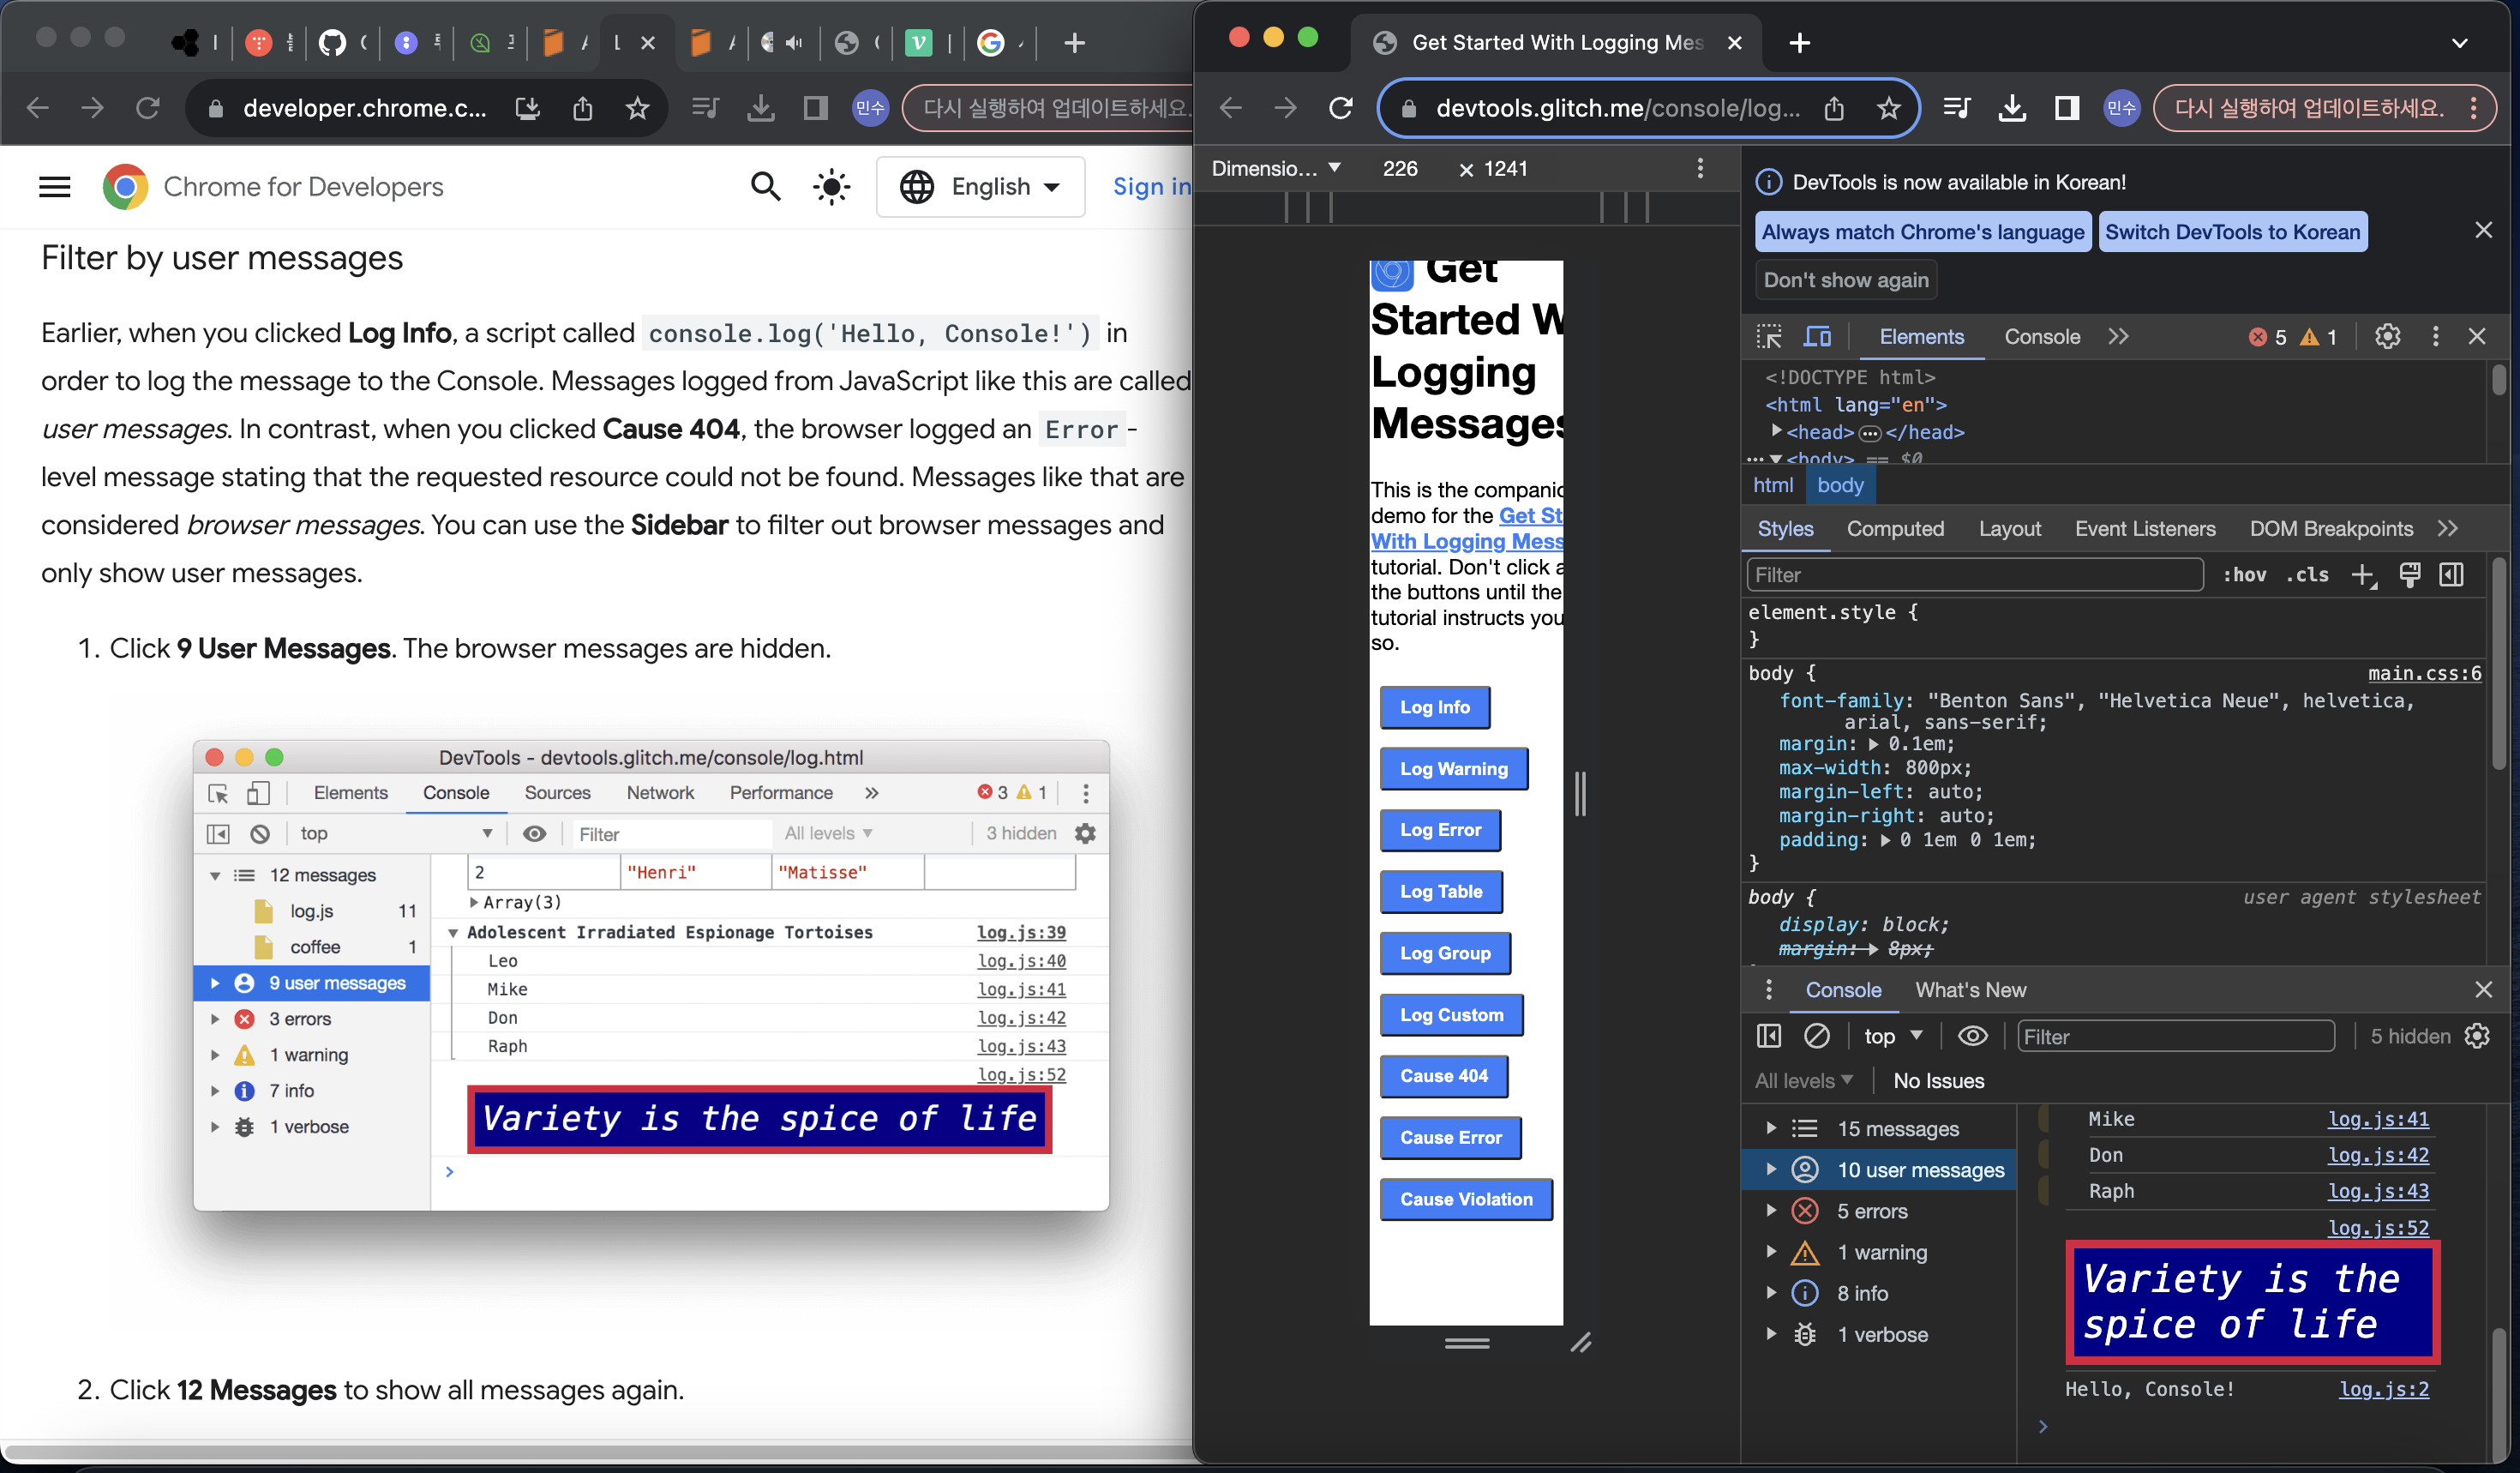 developer.chrome.c...
민수
다시 실행하여 업데이트하세요.
Chrome for Developers
English
Sign in
Filter by user messages
Earlier, when you clicked Log Info, a script called console.log('Hello, Console!') in
order to log the message to the Console. Messages logged from JavaScript like this are called
user messages. In contrast, when you clicked Cause 404, the browser logged an Error-
level message stating that the requested resource could not be found. Messages like that are
considered browser messages. You can use the Sidebar to filter out browser messages and
only show user messages.
1. Click 9 User Messages. The browser messages are hidden.
DevTools - devtools.glitch.me/console/log.html
Elements Console Sources Network Performance » 3 1
top Filter All levels ▼ 3 hidden
2 "Henri" "Matisse"
Array(3)
12 messages
log.js 11
coffee 1
9 user messages
3 errors
1 warning
7 info
1 verbose
Adolescent Irradiated Espionage Tortoises log.js:39
Leo log.js:40
Mike log.js:41
Don log.js:42
Raph log.js:43
log.js:52
Variety is the spice of life
2. Click 12 Messages to show all messages again.
Get Started With Logging Mes
devtools.glitch.me/console/log...
민수
다시 실행하여 업데이트하세요.
Dimensio... ▼ 226 × 1241
Get
Started W
Logging
Messages
This is the companio
demo for the Get St
With Logging Mess
tutorial. Don't click a
the buttons until the
tutorial instructs you
so.
Log Info
Log Warning
Log Error
Log Table
Log Group
Log Custom
Cause 404
Cause Error
Cause Violation
DevTools is now available in Korean!
Always match Chrome's language
Switch DevTools to Korean
Don't show again
Elements Console » 5 1
<!DOCTYPE html>
<html lang="en">
<head>…</head>
…<body> == $0
html body
Styles Computed Layout Event Listeners DOM Breakpoints »
Filter :hov .cls
element.style {
}
body { main.css:6
font-family: "Benton Sans", "Helvetica Neue", helvetica,
arial, sans-serif;
margin: 0.1em;
max-width: 800px;
margin-left: auto;
margin-right: auto;
padding: 0 1em 0 1em;
}
body { user agent stylesheet
display: block;
margin: 8px;
Console What's New
top ▼ Filter 5 hidden
All levels ▼ No Issues
15 messages
10 user messages
5 errors
1 warning
8 info
1 verbose
Mike log.js:41
Don log.js:42
Raph log.js:43
log.js:52
Variety is the
spice of life
Hello, Console! log.js:2